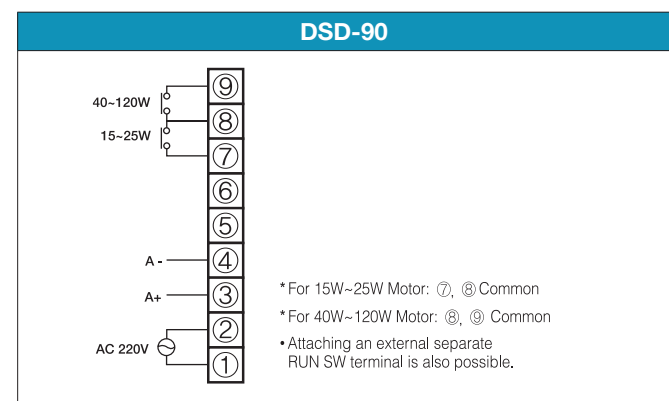 DSD-90
⑨
40~120W
⑧
15~25W
⑦
⑥
⑤
A - ④
A+ ③
②
AC 220V
①
* For 15W~25W Motor: ⑦, ⑧ Common
* For 40W~120W Motor: ⑧, ⑨ Common
• Attaching an external separate
RUN SW terminal is also possible.